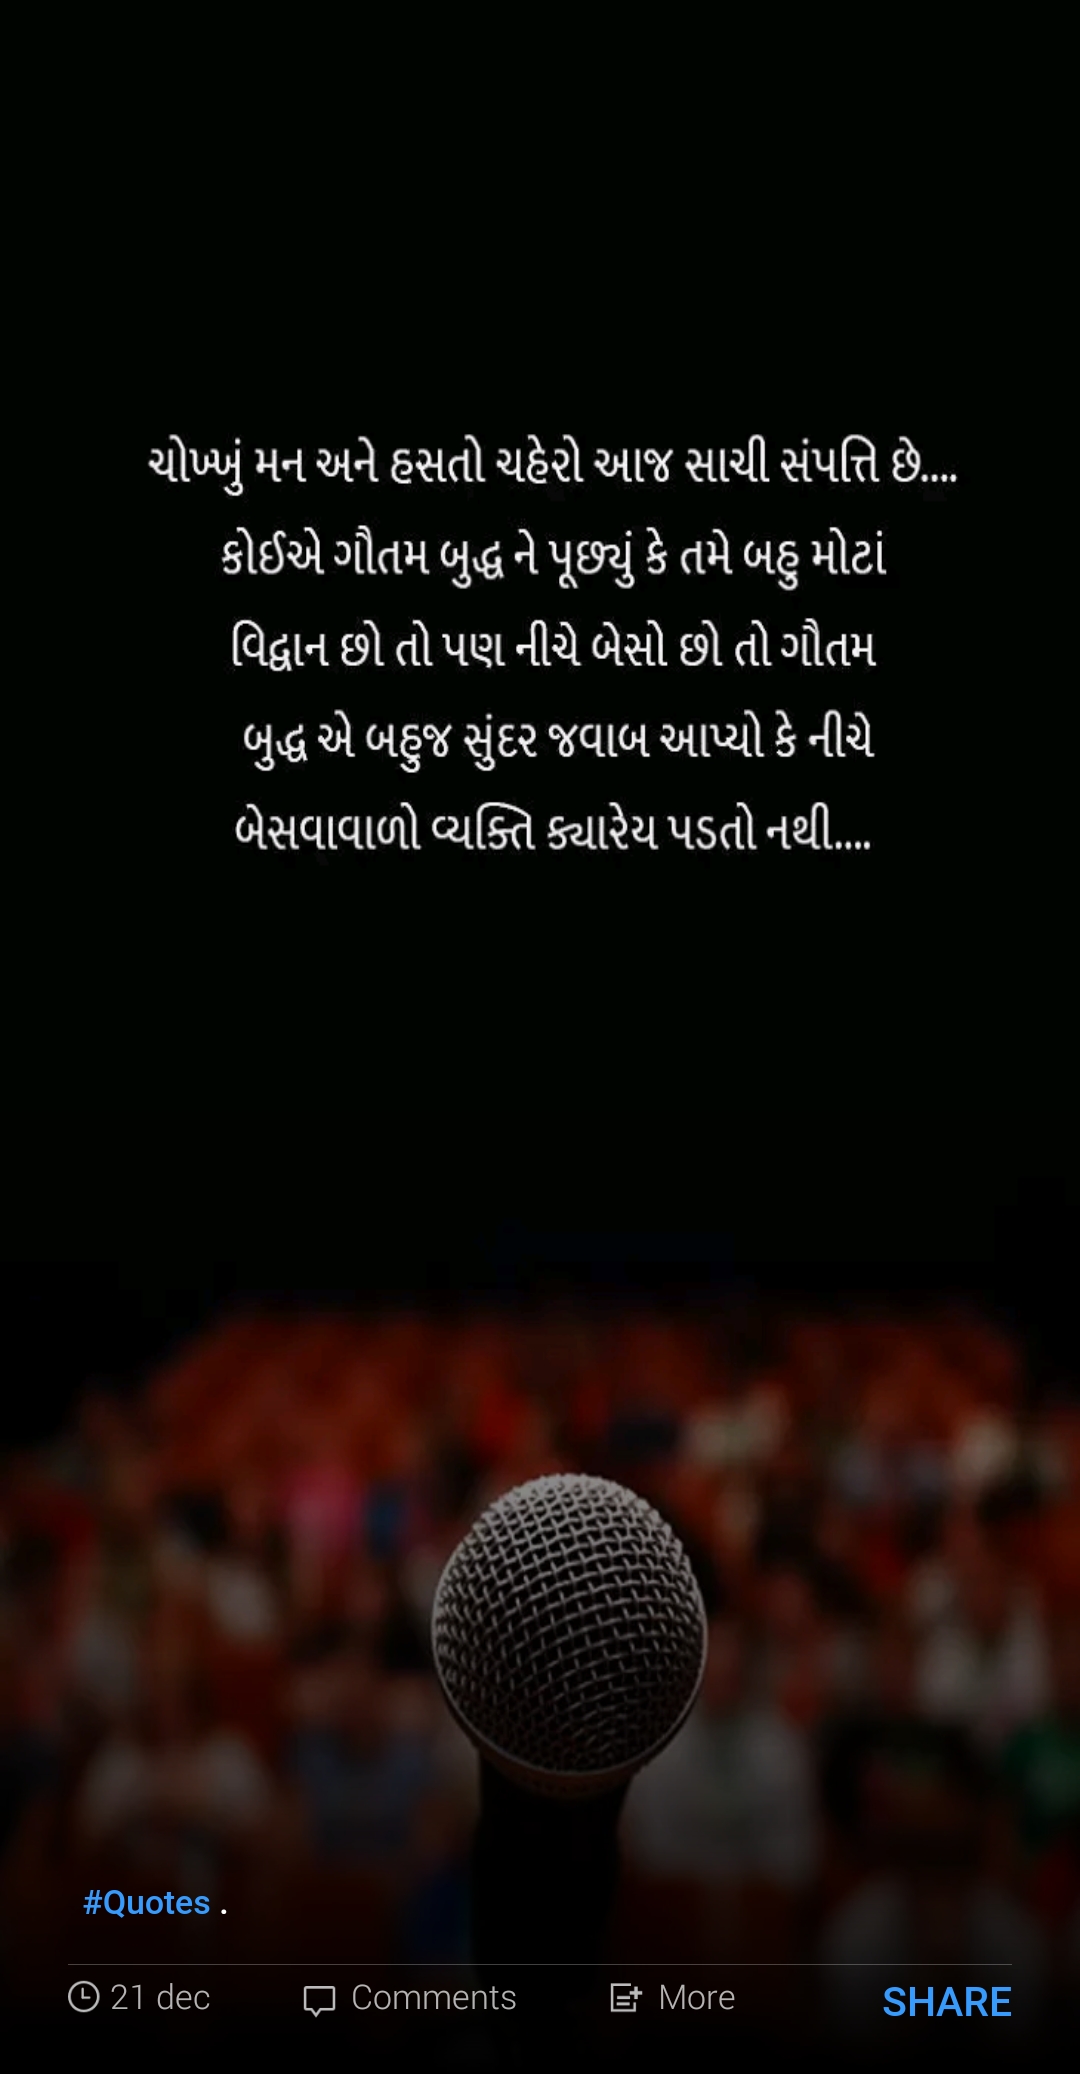 ચોખ્ખું મન અને હસતો ચહેરો આજ સાચી સંપત્તિ છે....
કોઈએ ગૌતમ બુદ્ધ ને પૂછ્યું કે તમે બહુ મોટાં
વિદ્વાન છો તો પણ નીચે બેસો છો તો ગૌતમ
બુદ્ધ એ બહુજ સુંદર જવાબ આપ્યો કે નીચે
બેસવાવાળો વ્યક્તિ ક્યારેય પડતો નથી....
#Quotes .
21 dec Comments More SHARE